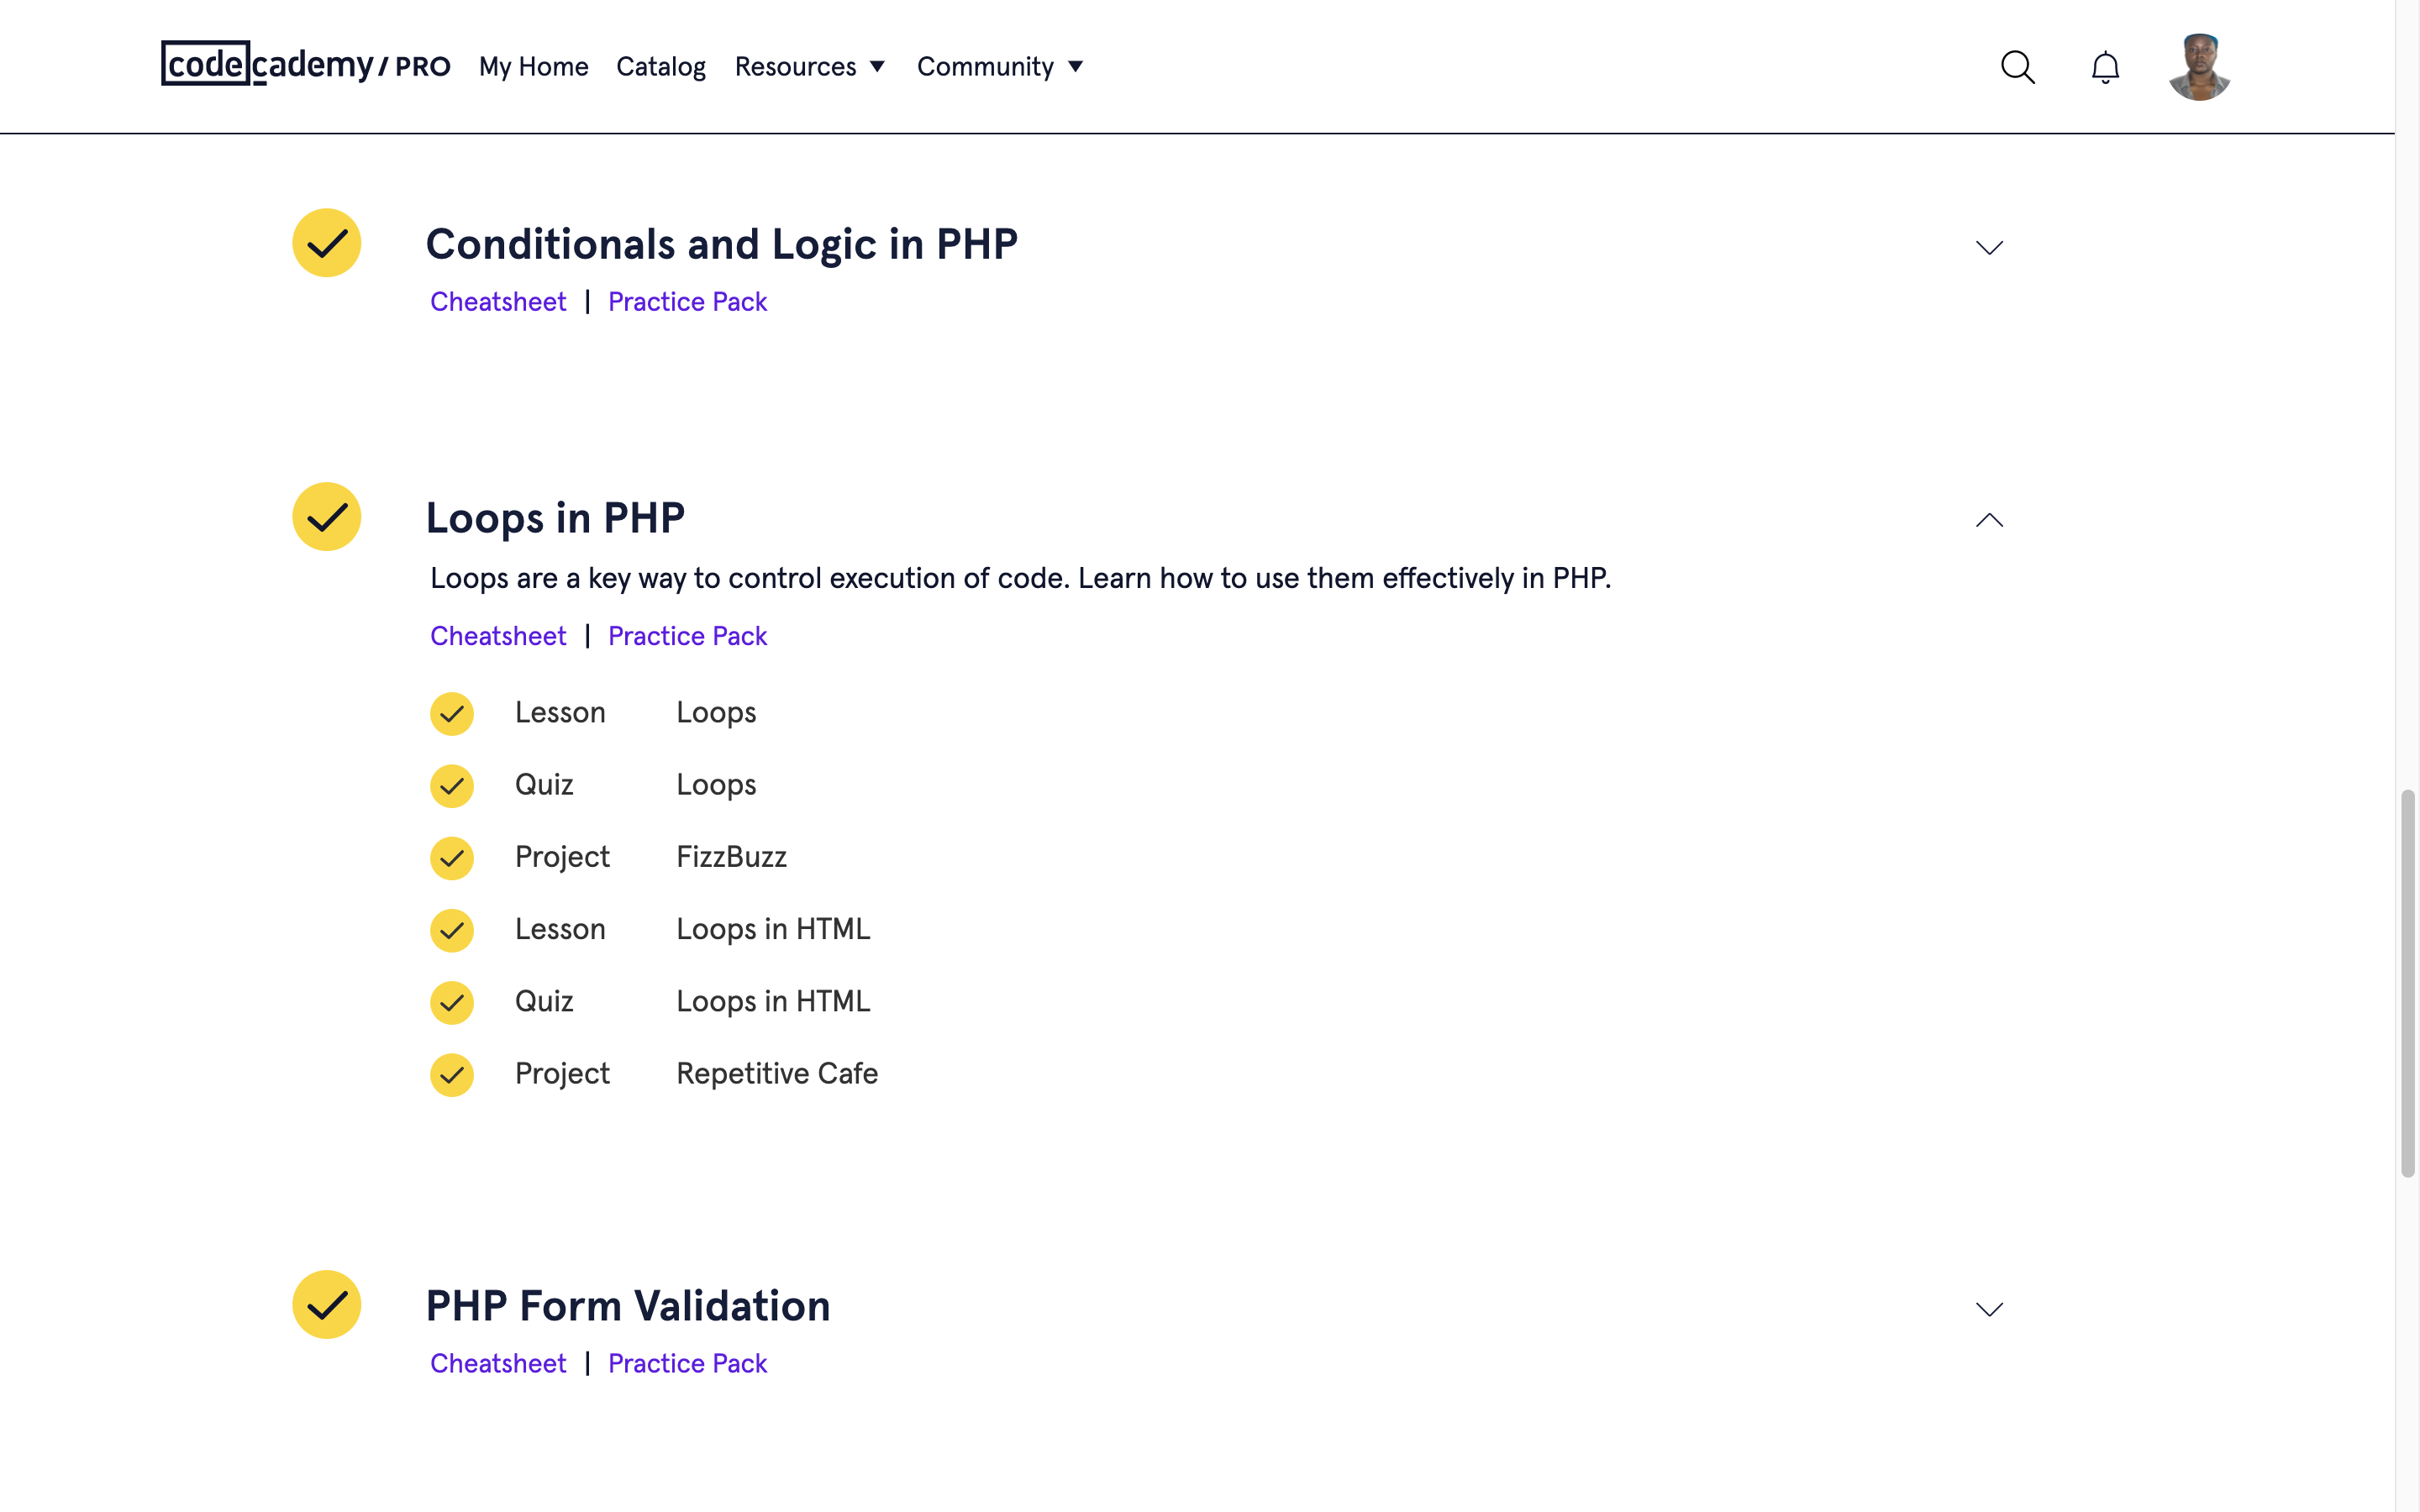 codecademy / PRO My Home Catalog Resources Community
Conditionals and Logic in PHP
Cheatsheet | Practice Pack
Loops in PHP
Loops are a key way to control execution of code. Learn how to use them effectively in PHP.
Cheatsheet | Practice Pack
Lesson Loops
Quiz Loops
Project FizzBuzz
Lesson Loops in HTML
Quiz Loops in HTML
Project Repetitive Cafe
PHP Form Validation
Cheatsheet | Practice Pack